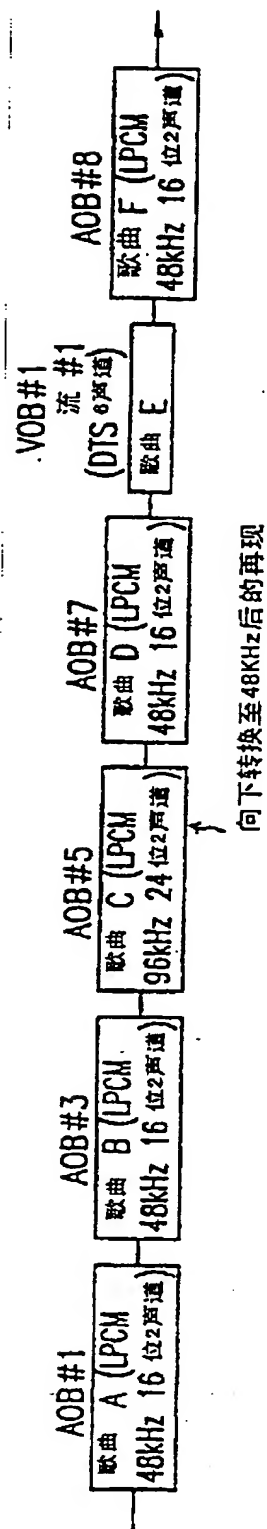 AOB#1
歌曲 A (LPCM
48kHz 16 位2声道)
AOB#3
歌曲 B (LPCM
48kHz 16 位2声道)
AOB#5
歌曲 C (LPCM
96kHz 24 位2声道)
向下转换至48KHz后的再现
AOB#7
歌曲 D (LPCM
48kHz 16 位2声道)
VOB#1
流 #1
(DTS 6声道)
歌曲 E
AOB#8
歌曲 F (LPCM
48kHz 16 位2声道)